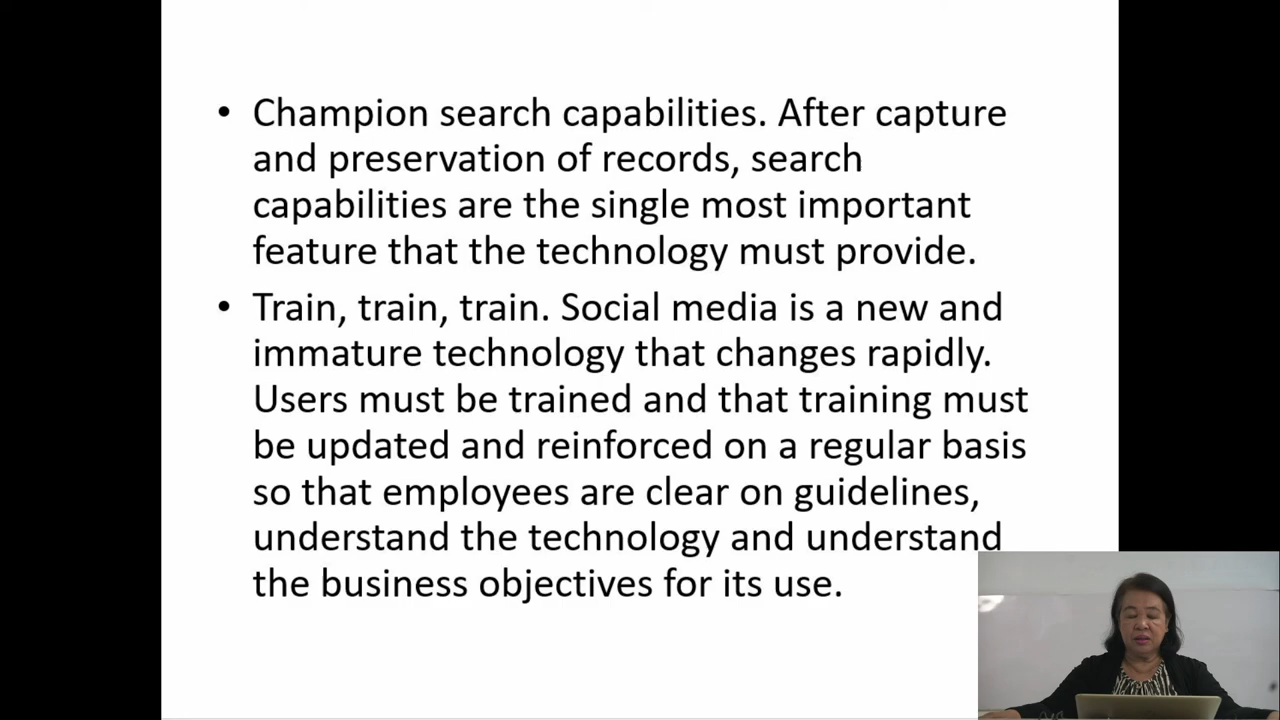 • Champion search capabilities. After capture
and preservation of records, search
capabilities are the single most important
feature that the technology must provide.
• Train, train, train. Social media is a new and
immature technology that changes rapidly.
Users must be trained and that training must
be updated and reinforced on a regular basis
so that employees are clear on guidelines,
understand the technology and understand
the business objectives for its use.